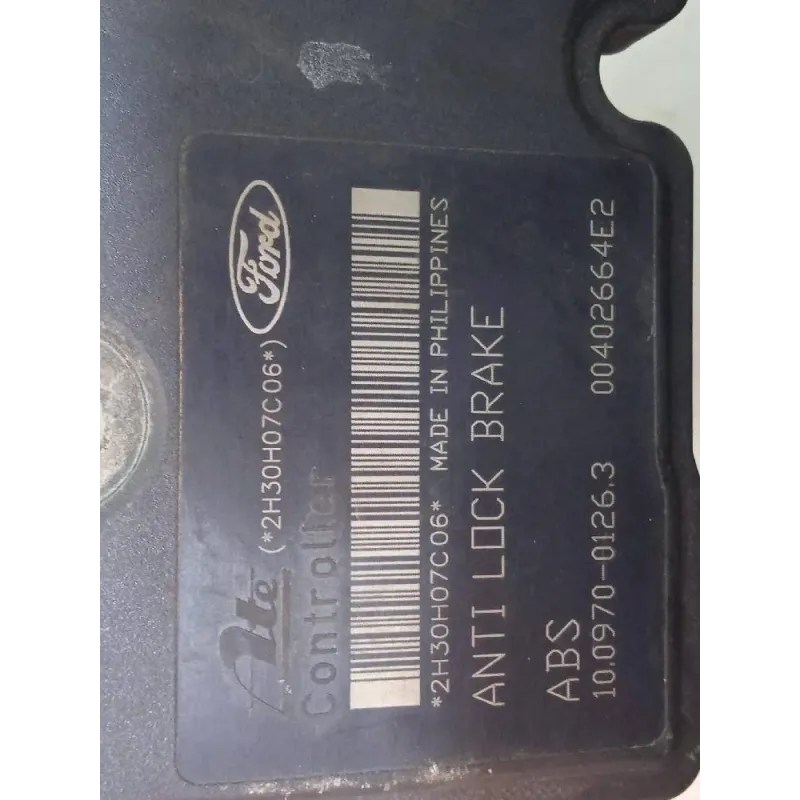 Ate (*2H30H07C06*) Ford
Controller
*2H30H07C06* MADE IN PHILIPPINES
ANTI LOCK BRAKE
ABS
10.0970-0126.3 00402664E2